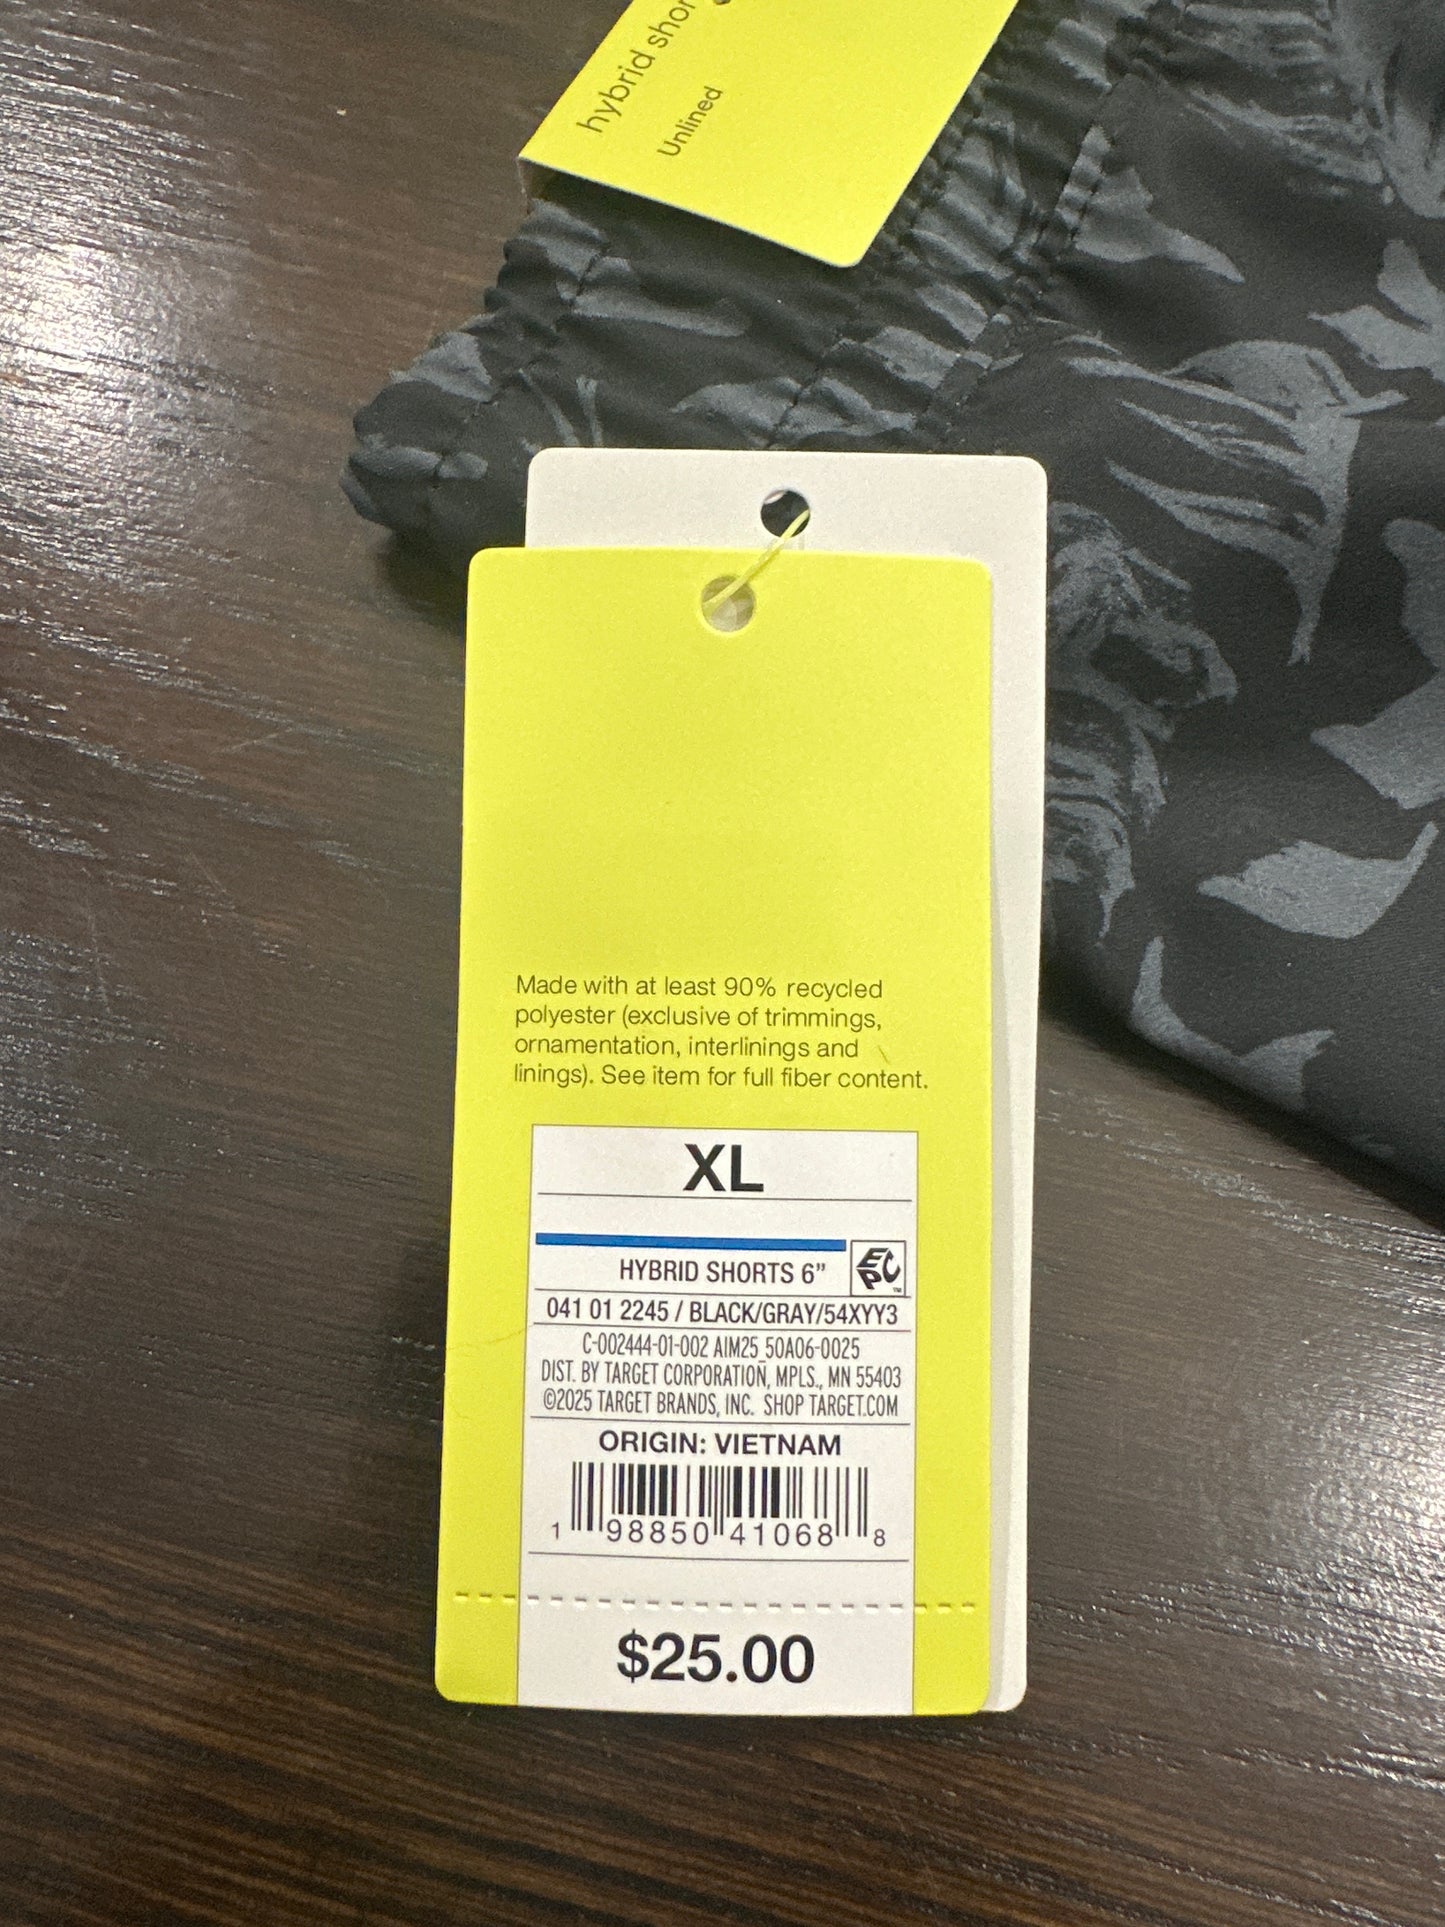 hybrid shor
Unlined
Made with at least 90% recycled
polyester (exclusive of trimmings,
ornamentation, interlinings and
linings). See item for full fiber content.
XL
EPC
HYBRID SHORTS 6”
™
041 01 2245 / BLACK/GRAY/54XYY3
C-002444-01-002 AIM25_50A06-0025
DIST. BY TARGET CORPORATION, MPLS., MN 55403
©2025 TARGET BRANDS, INC. SHOP TARGET.COM
ORIGIN: VIETNAM
1 98850 41068 8
$25.00